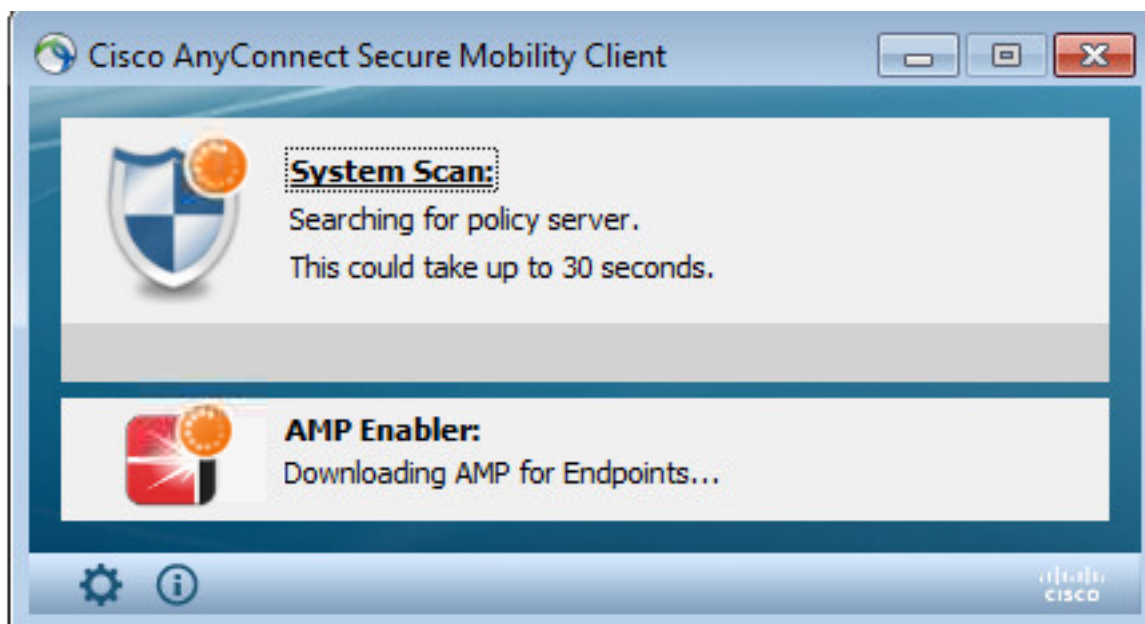 Cisco AnyConnect Secure Mobility Client
System Scan:
Searching for policy server.
This could take up to 30 seconds.
AMP Enabler:
Downloading AMP for Endpoints...
CISCO